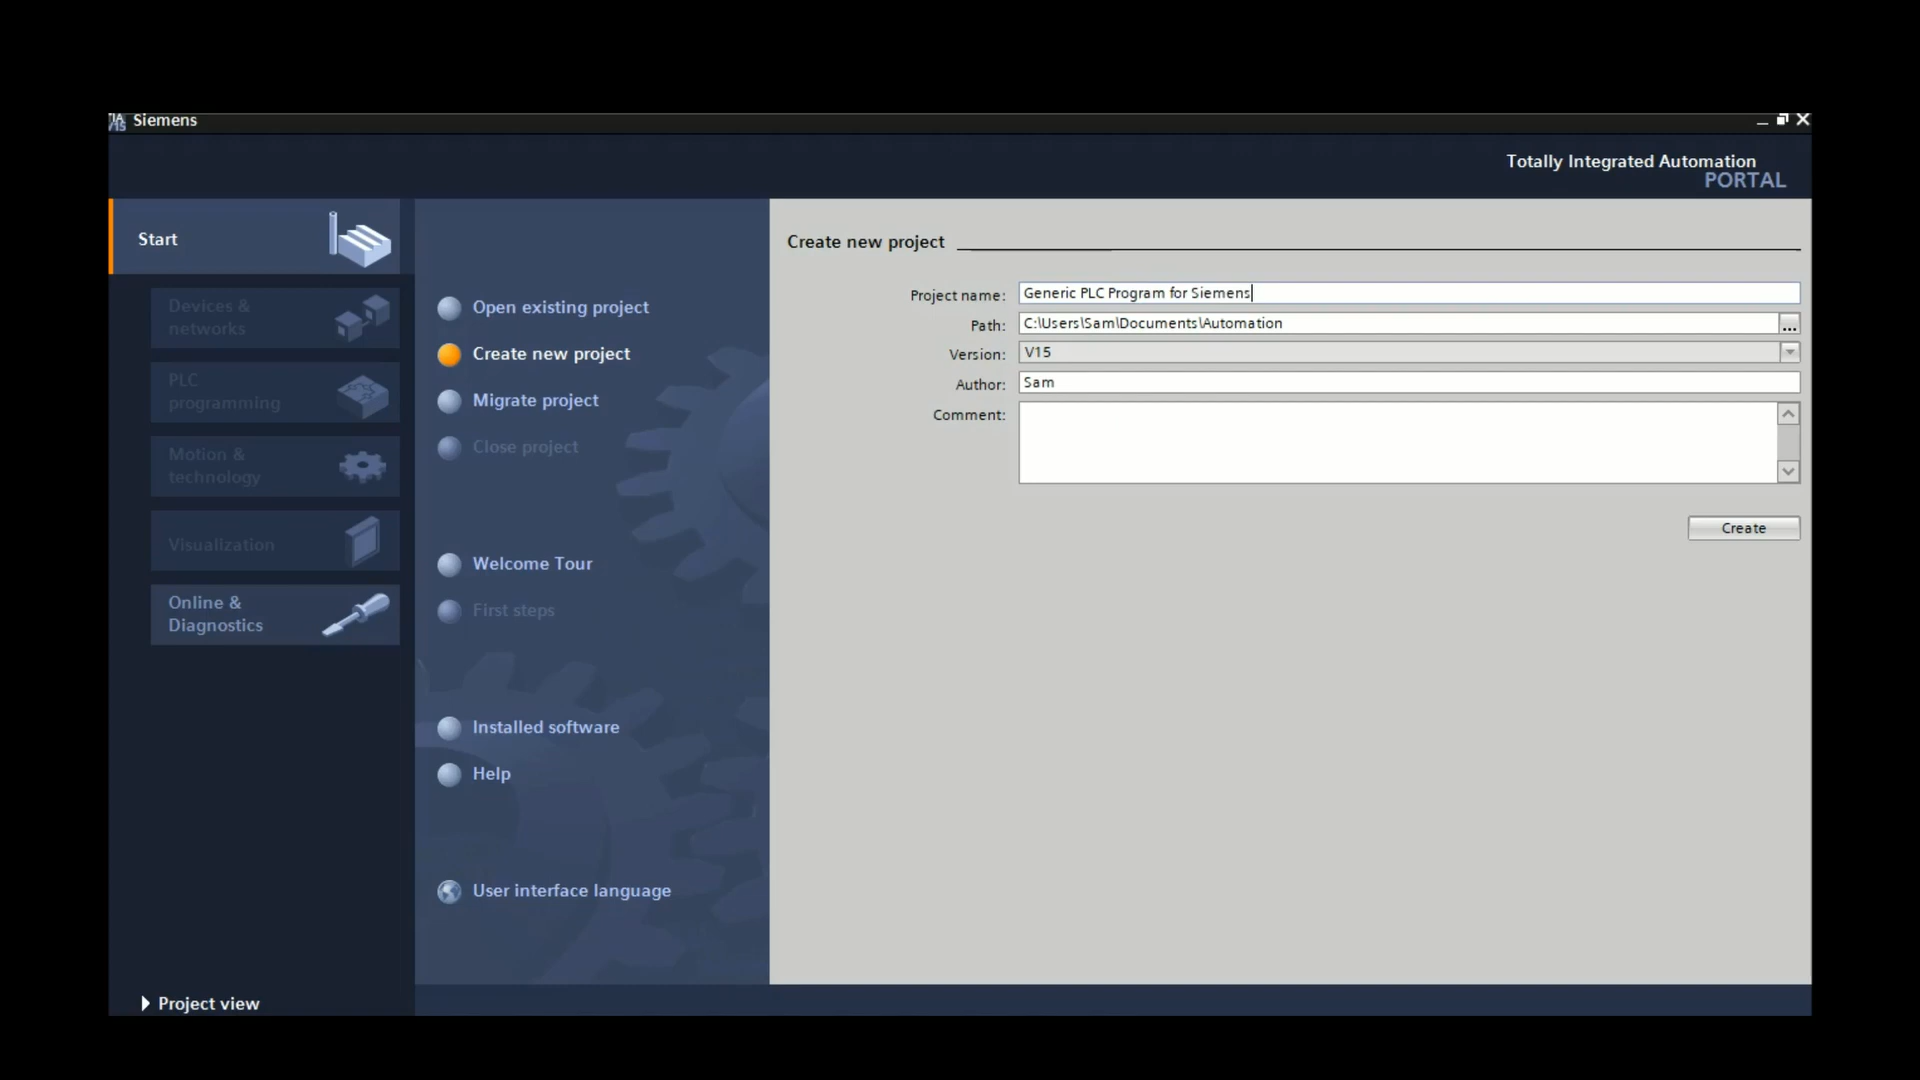 Siemens
Totally Integrated Automation
PORTAL
Start
Devices &
networks
PLC
programming
Motion &
technology
Visualization
Online &
Diagnostics
Project view
Open existing project
Create new project
Migrate project
Close project
Welcome Tour
First steps
Installed software
Help
User interface language
Create new project
Project name: Generic PLC Program for Siemens
Path: C:\Users\Sam\Documents\Automation ...
Version: V15
Author: Sam
Comment:
Create